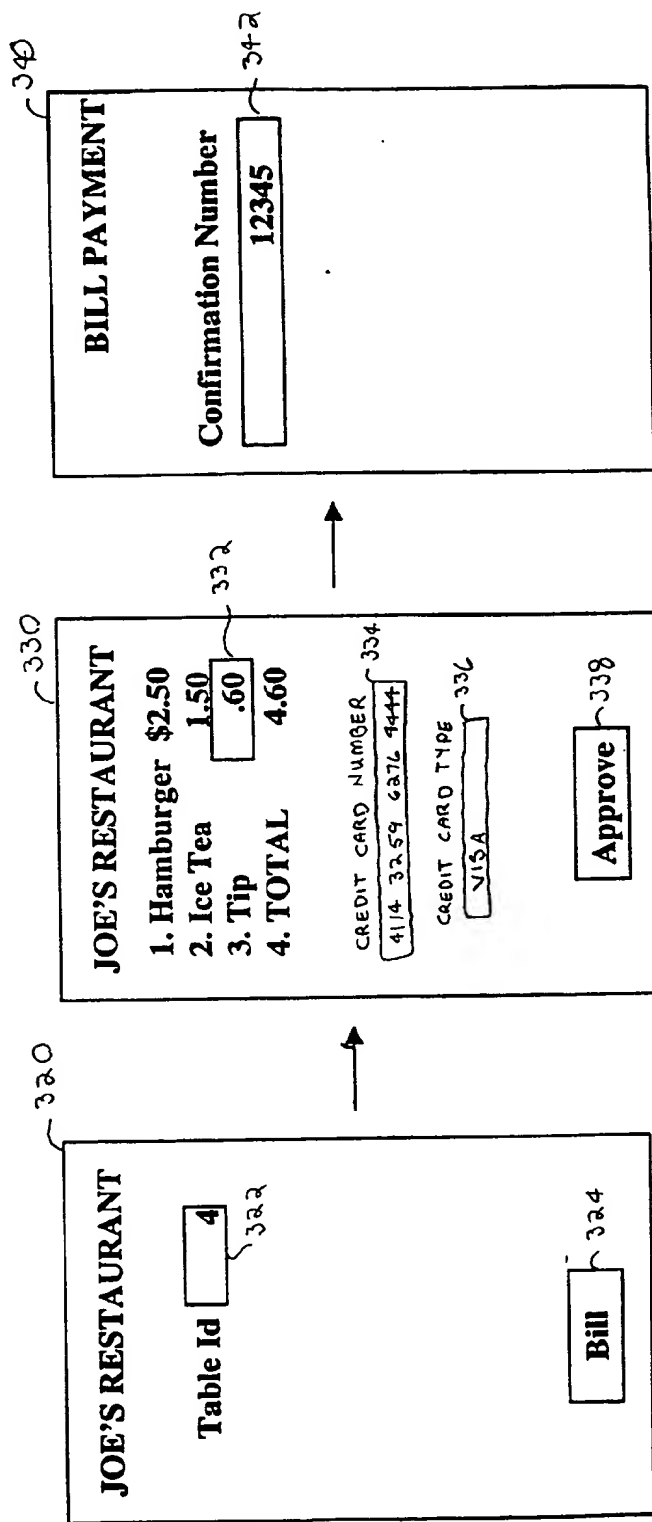 320
JOE'S RESTAURANT
Table Id 4
322
Bill
324
330
JOE'S RESTAURANT
1. Hamburger $2.50
2. Ice Tea 1.50
3. Tip .60
332
4. TOTAL 4.60
CREDIT CARD NUMBER
334
4114 3259 6276 4444
CREDIT CARD TYPE
336
VISA
Approve
338
340
BILL PAYMENT
Confirmation Number
12345
342